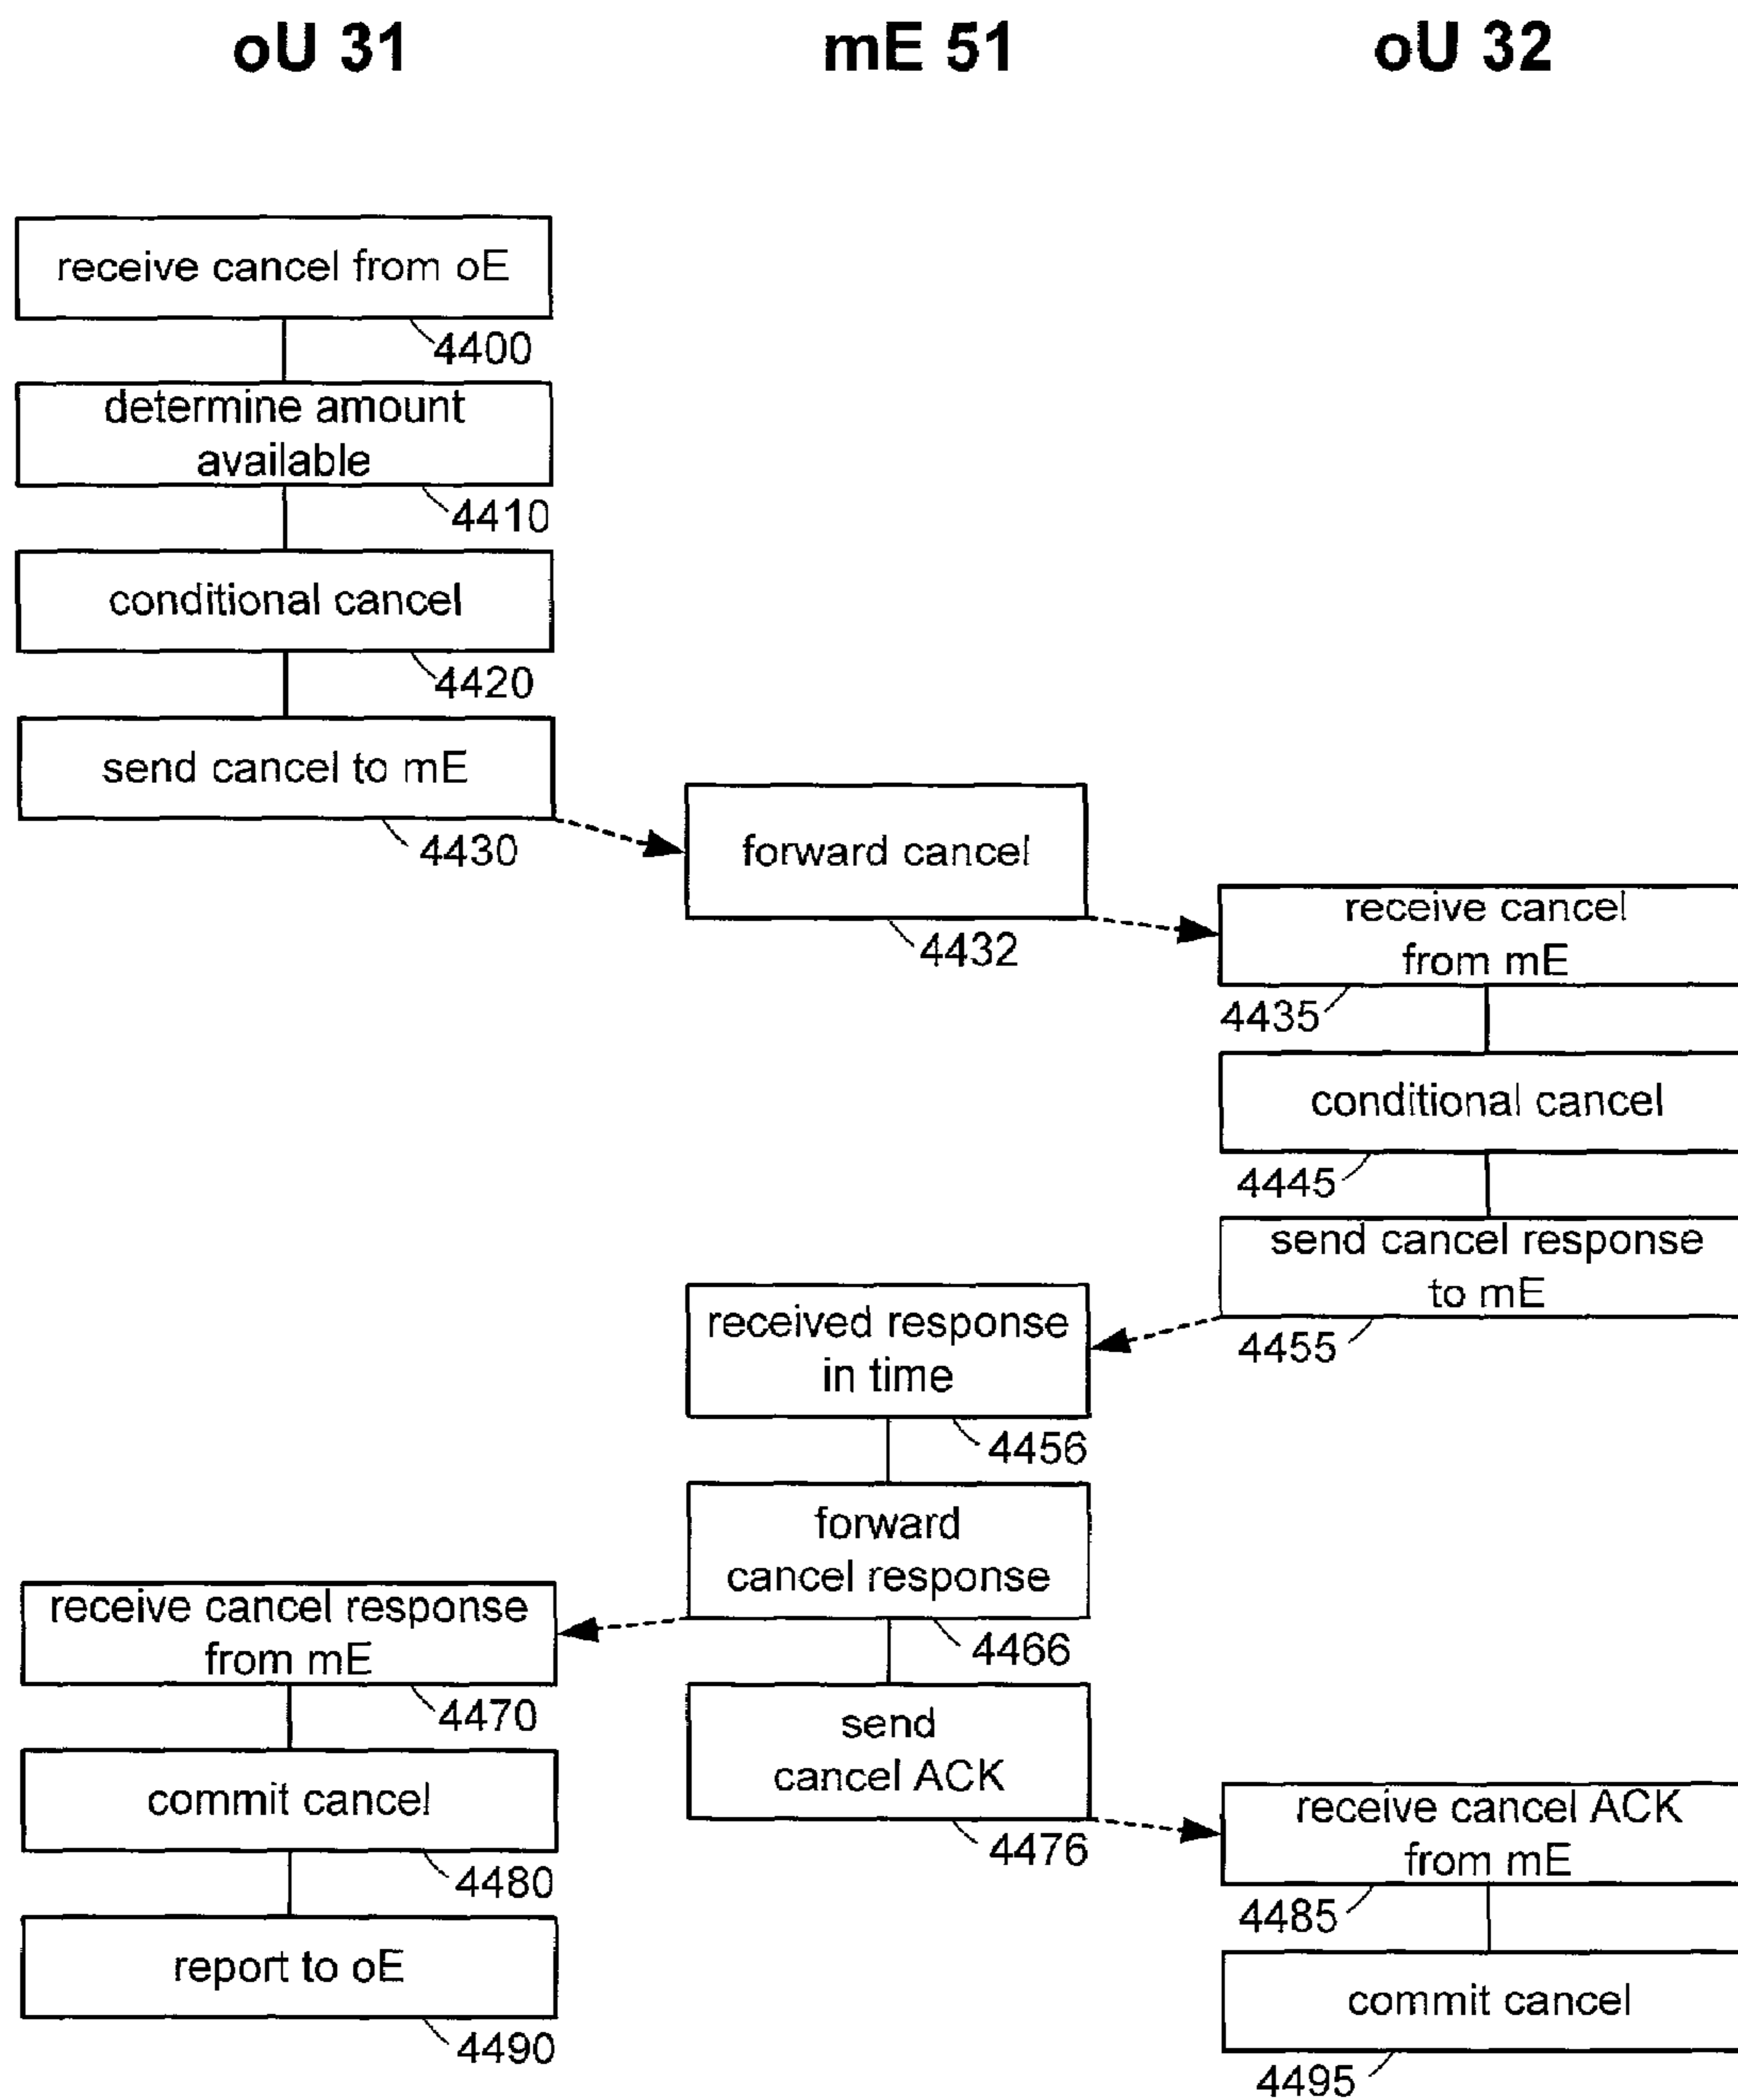 oU 31
mE 51
oU 32
receive cancel from oE
4400
determine amount
available
4410
conditional cancel
4420
send cancel to mE
4430
forward cancel
4432
receive cancel
from mE
4435
conditional cancel
4445
send cancel response
to mE
4455
received response
in time
4456
forward
cancel response
4466
receive cancel response
from mE
4470
send
cancel ACK
4476
commit cancel
4480
receive cancel ACK
from mE
4485
report to oE
4490
commit cancel
4495